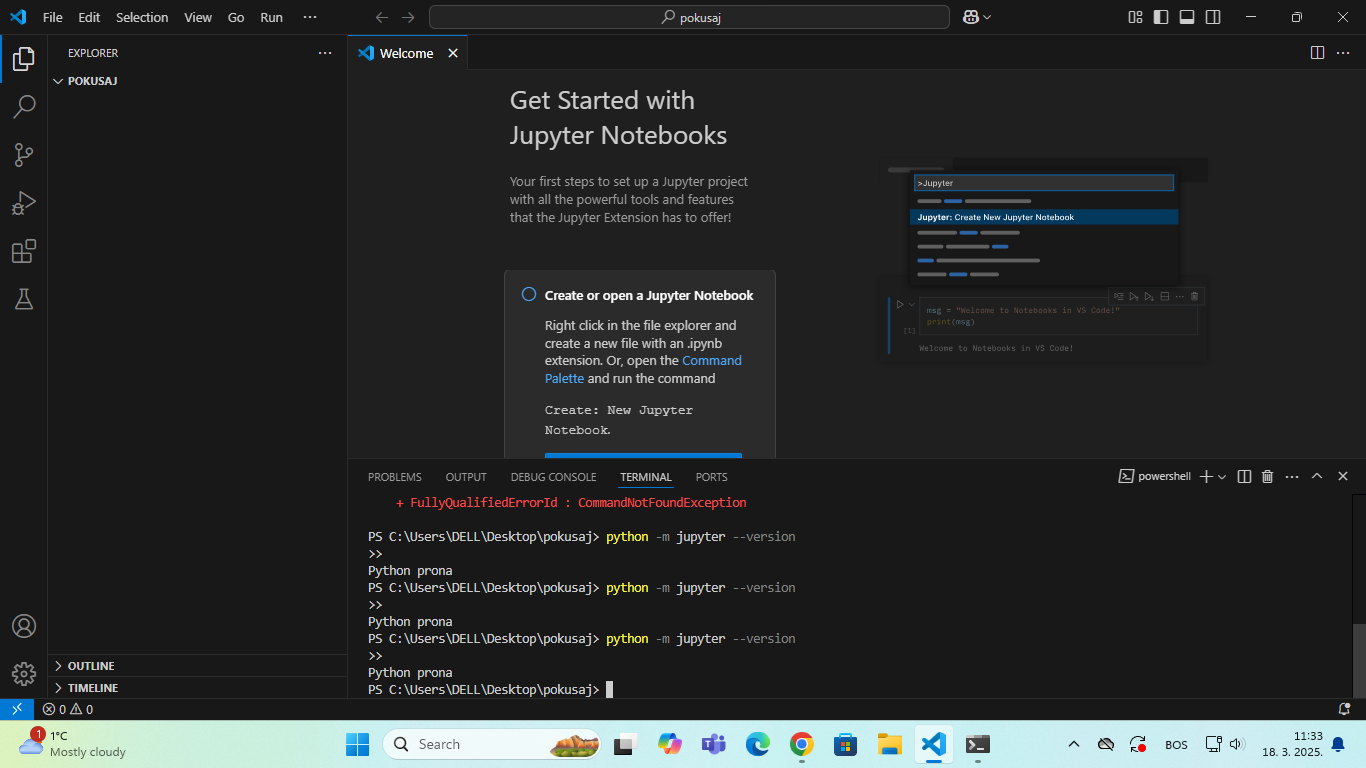 File Edit Selection View Go Run ···
pokusaj
EXPLORER
POKUSAJ
OUTLINE
TIMELINE
Welcome
Get Started with
Jupyter Notebooks
Your first steps to set up a Jupyter project
with all the powerful tools and features
that the Jupyter Extension has to offer!
Create or open a Jupyter Notebook
Right click in the file explorer and
create a new file with an .ipynb
extension. Or, open the Command
Palette and run the command
Create: New Jupyter
Notebook.
>Jupyter
Jupyter: Create New Jupyter Notebook
msg = "Welcome to Notebooks in VS Code!"
print(msg)
[1]
Welcome to Notebooks in VS Code!
PROBLEMS OUTPUT DEBUG CONSOLE TERMINAL PORTS
powershell
+ FullyQualifiedErrorId : CommandNotFoundException
PS C:\Users\DELL\Desktop\pokusaj> python -m jupyter --version
>>
Python prona
PS C:\Users\DELL\Desktop\pokusaj> python -m jupyter --version
>>
Python prona
PS C:\Users\DELL\Desktop\pokusaj> python -m jupyter --version
>>
Python prona
PS C:\Users\DELL\Desktop\pokusaj>
0 0
1
1°C
Mostly cloudy
Search
BOS
11:33
18. 3. 2025.